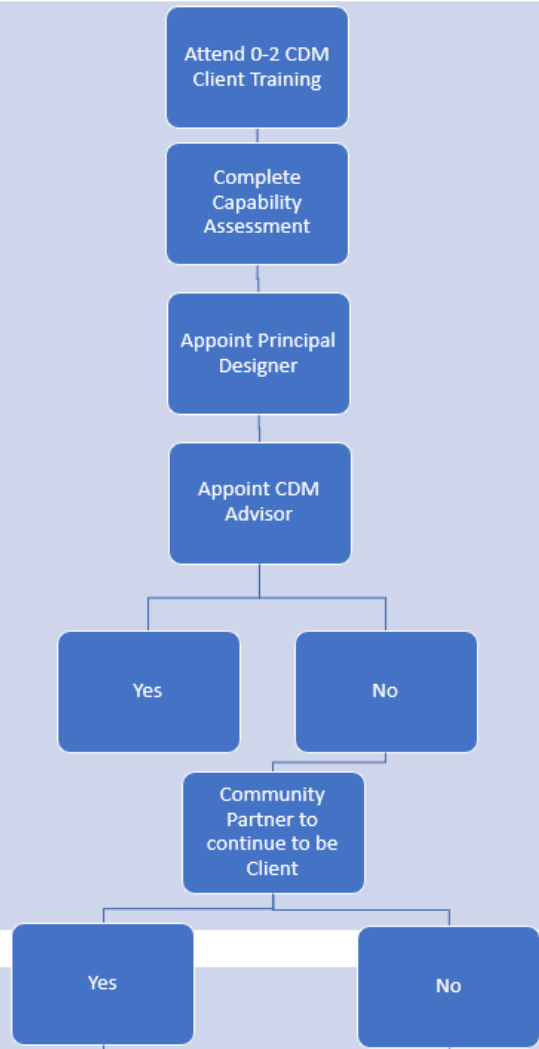 Attend 0-2 CDM
Client Training
Complete
Capability
Assessment
Appoint Principal
Designer
Appoint CDM
Advisor
Yes
No
Community
Partner to
continue to be
Client
Yes
No